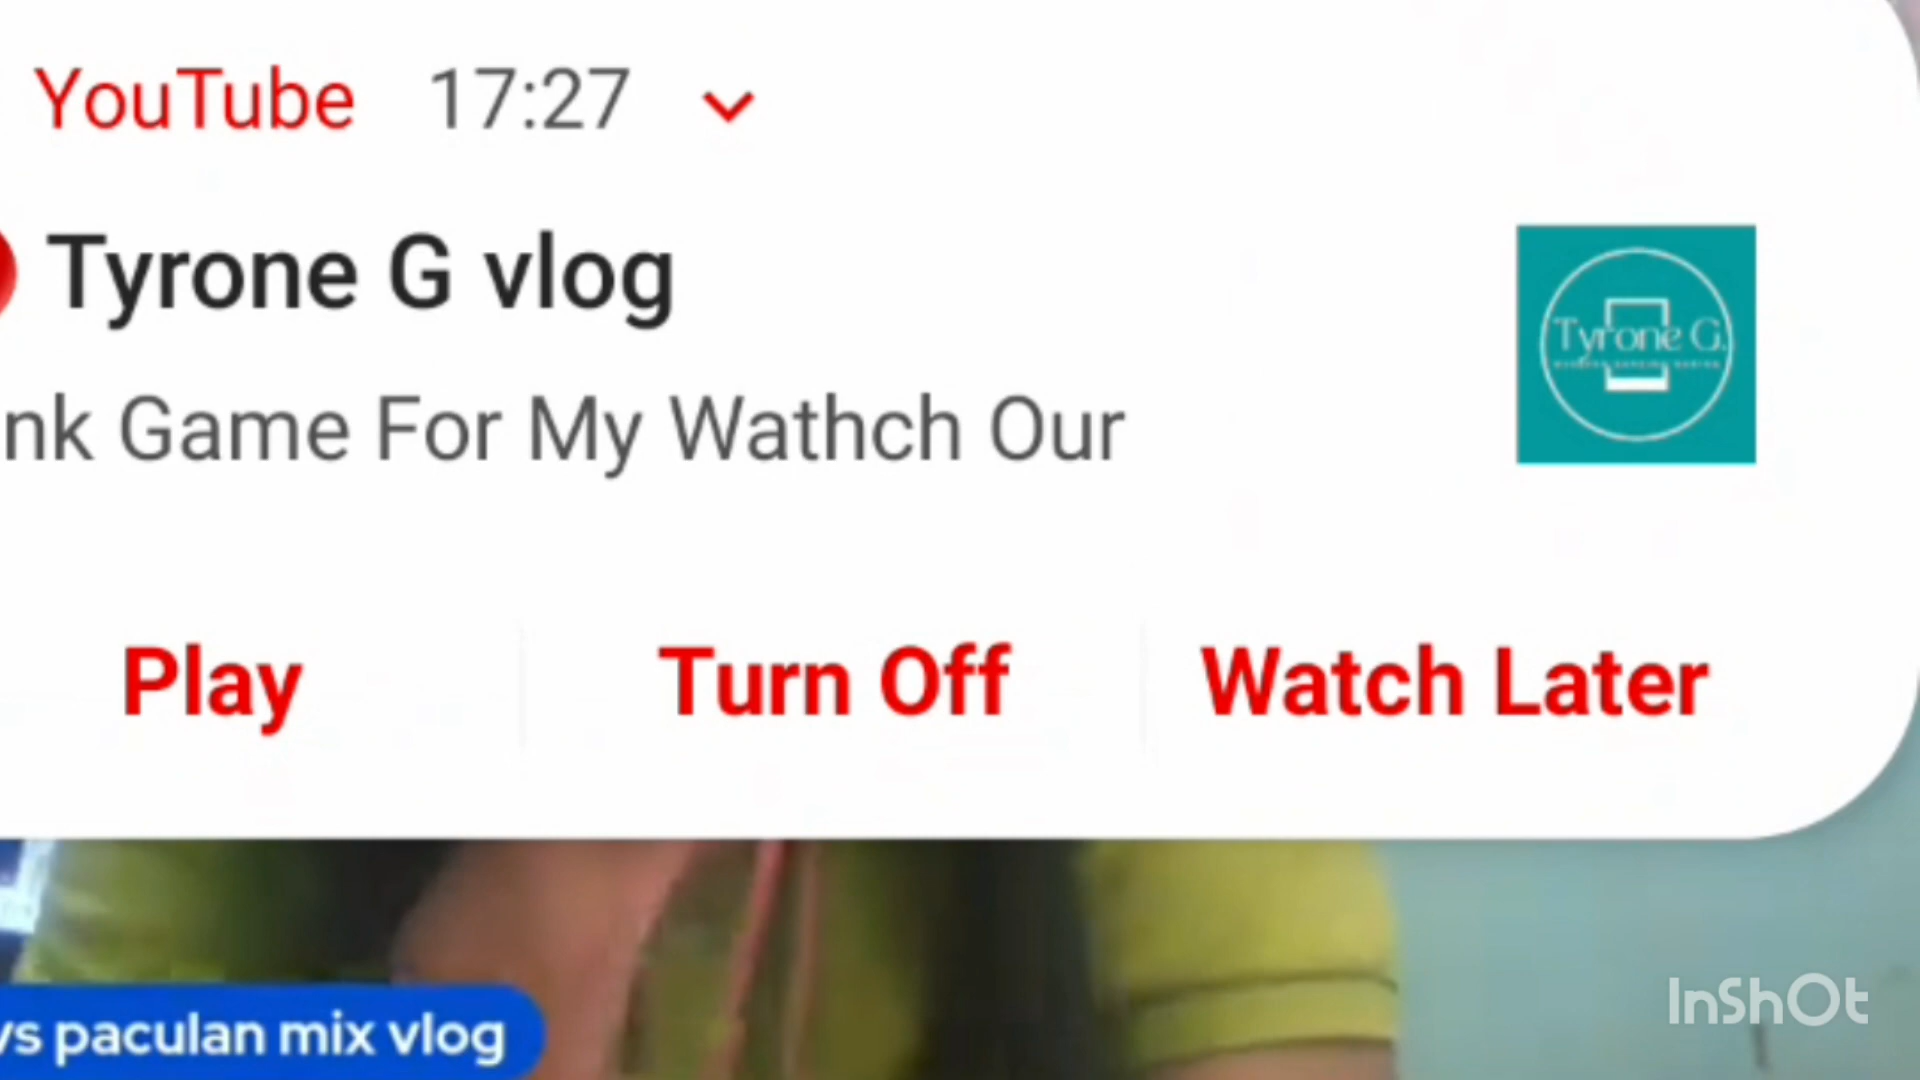 YouTube 17:27
Tyrone G vlog
nk Game For My Wathch Our
Tyrone G.
Play Turn Off Watch Later
vs paculan mix vlog
InShOt